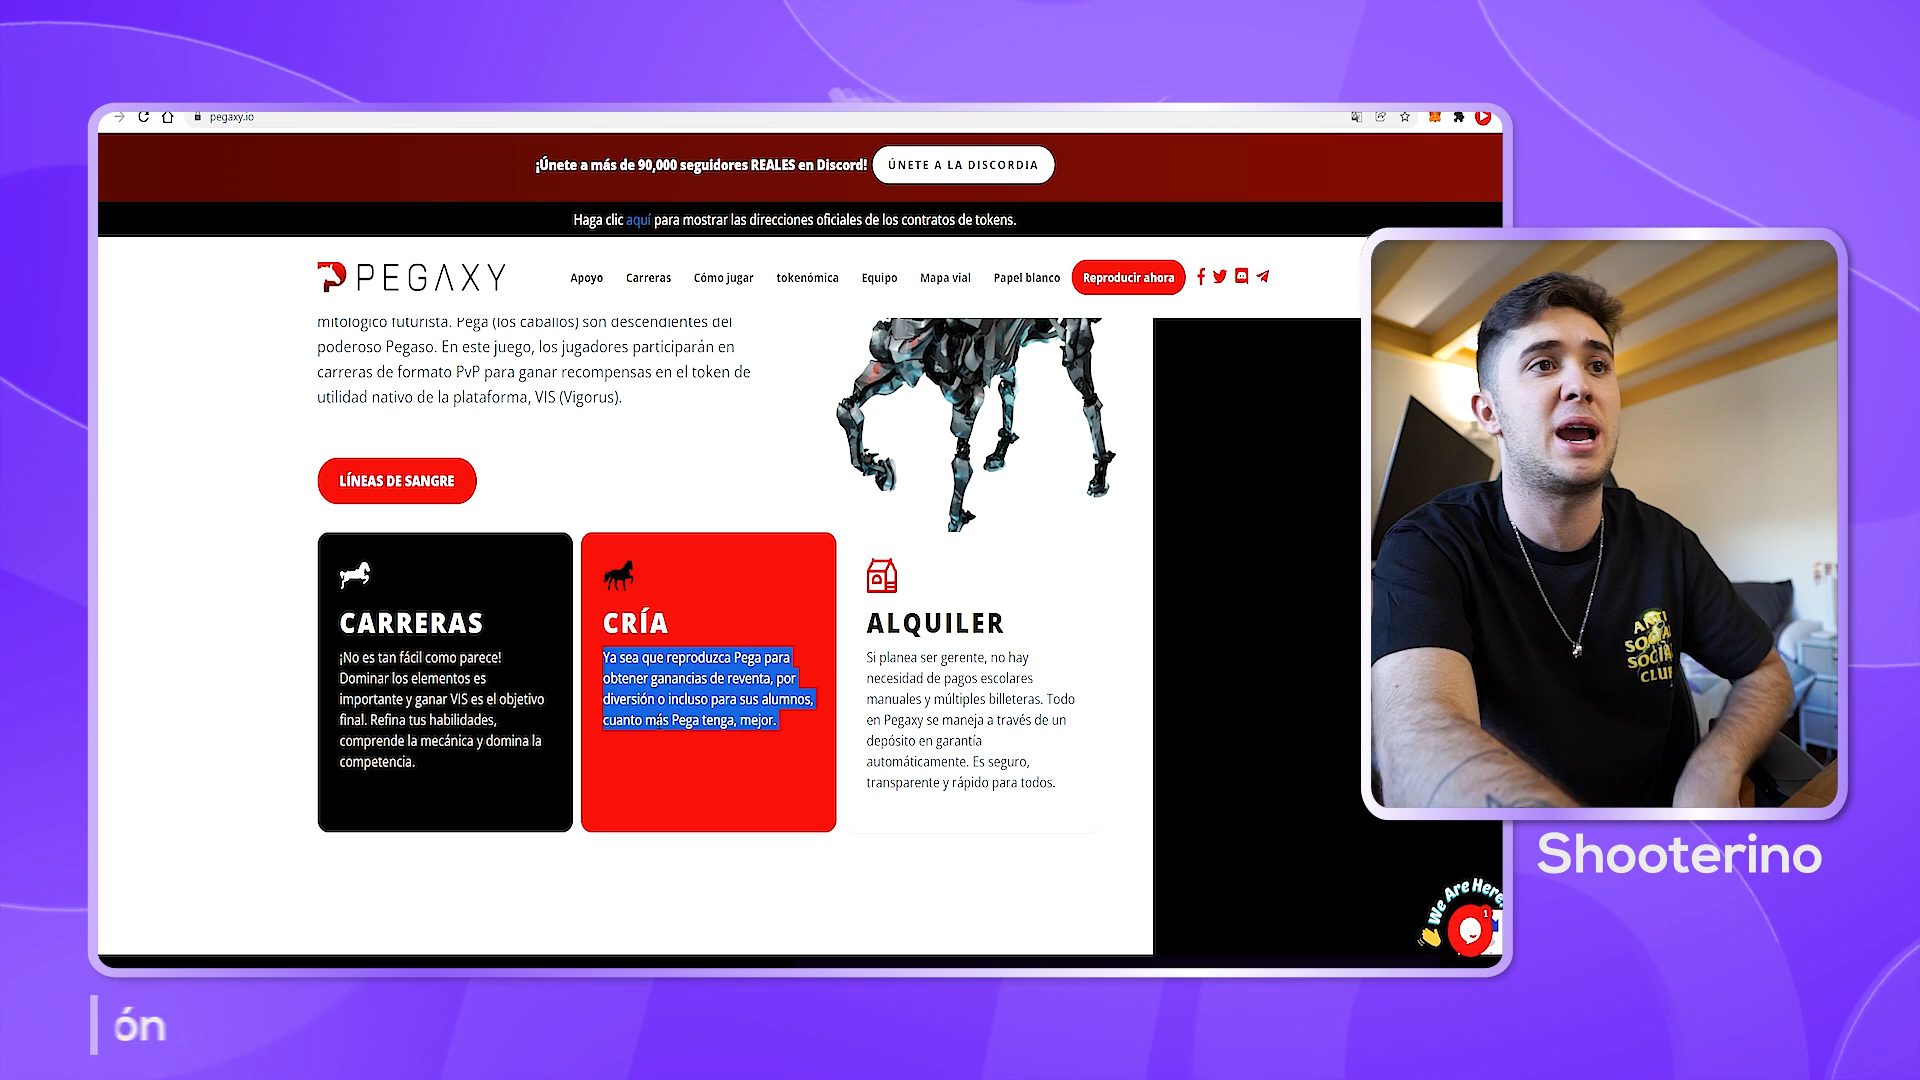 pegaxy.io
¡Únete a más de 90,000 seguidores REALES en Discord!
ÚNETE A LA DISCORDIA
Haga clic aquí para mostrar las direcciones oficiales de los contratos de tokens.
PEGAXY
Apoyo
Carreras
Cómo jugar
tokenómica
Equipo
Mapa vial
Papel blanco
Reproducir ahora
mitológico futurista. Pega (los caballos) son descendientes del
poderoso Pegaso. En este juego, los jugadores participarán en
carreras de formato PvP para ganar recompensas en el token de
utilidad nativo de la plataforma, VIS (Vigorus).
LÍNEAS DE SANGRE
CARRERAS
¡No es tan fácil como parece!
Dominar los elementos es
importante y ganar VIS es el objetivo
final. Refina tus habilidades,
comprende la mecánica y domina la
competencia.
CRÍA
Ya sea que reproduzca Pega para
obtener ganancias de reventa, por
diversión o incluso para sus alumnos,
cuanto más Pega tenga, mejor.
ALQUILER
Si planea ser gerente, no hay
necesidad de pagos escolares
manuales y múltiples billeteras. Todo
en Pegaxy se maneja a través de un
depósito en garantía
automáticamente. Es seguro,
transparente y rápido para todos.
ANTI
SOCIAL
SOCIAL
CLUB
Shooterino
We Are Here
1
ón